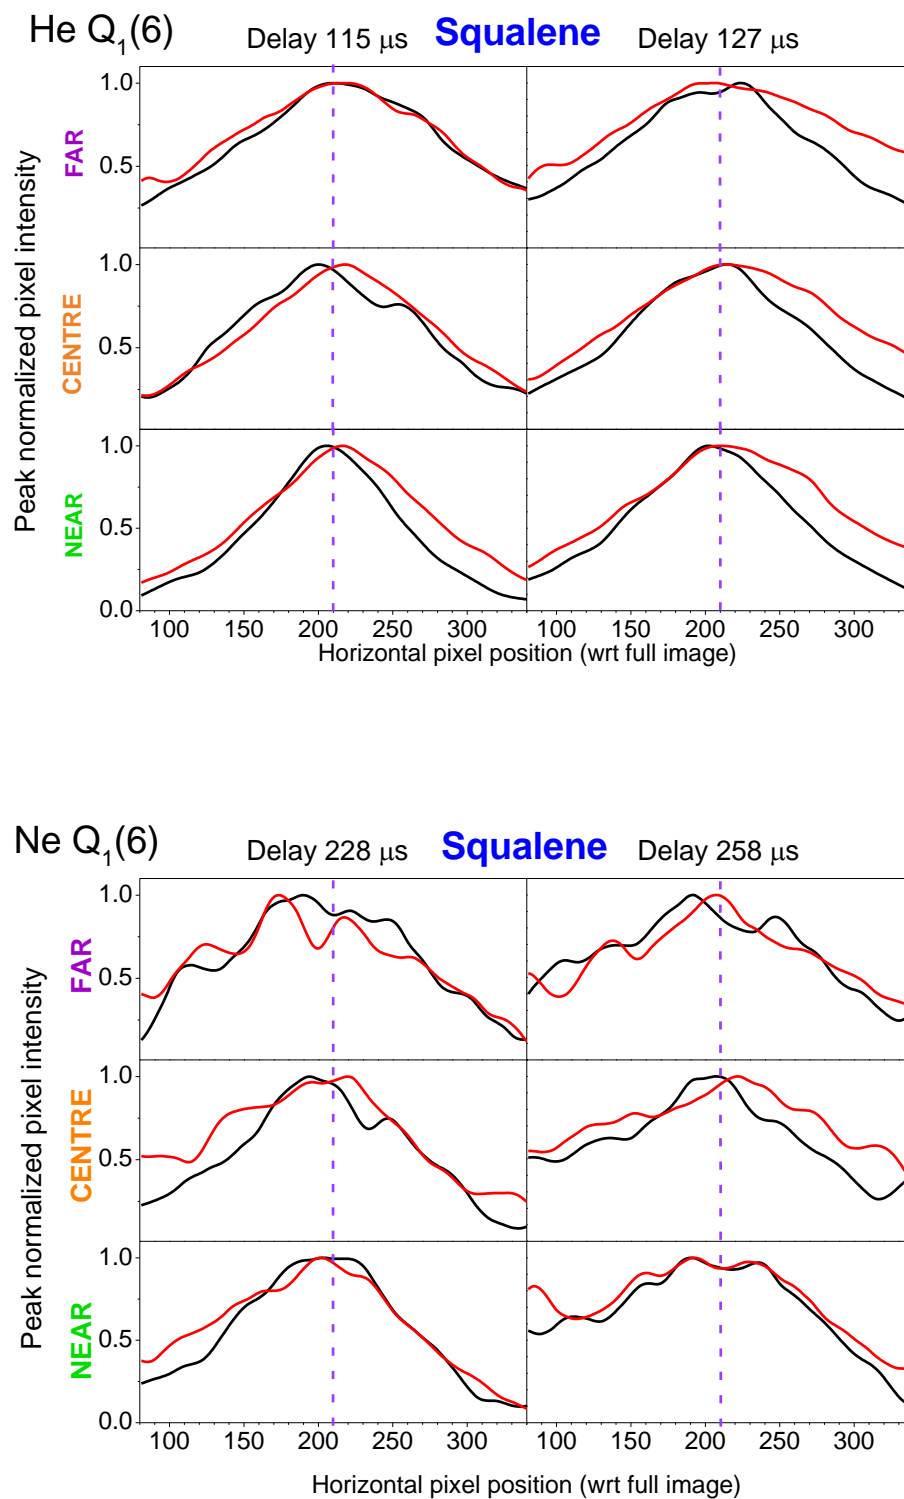 He Q1(6) Delay 115 μs Squalene Delay 127 μs
Peak normalized pixel intensity
FAR
1.0
0.5
CENTRE
1.0
0.5
NEAR
1.0
0.5
0.0
100 150 200 250 300 100 150 200 250 300
Horizontal pixel position (wrt full image)
Ne Q1(6) Delay 228 μs Squalene Delay 258 μs
Peak normalized pixel intensity
FAR
1.0
0.5
CENTRE
1.0
0.5
NEAR
1.0
0.5
0.0
100 150 200 250 300 100 150 200 250 300
Horizontal pixel position (wrt full image)